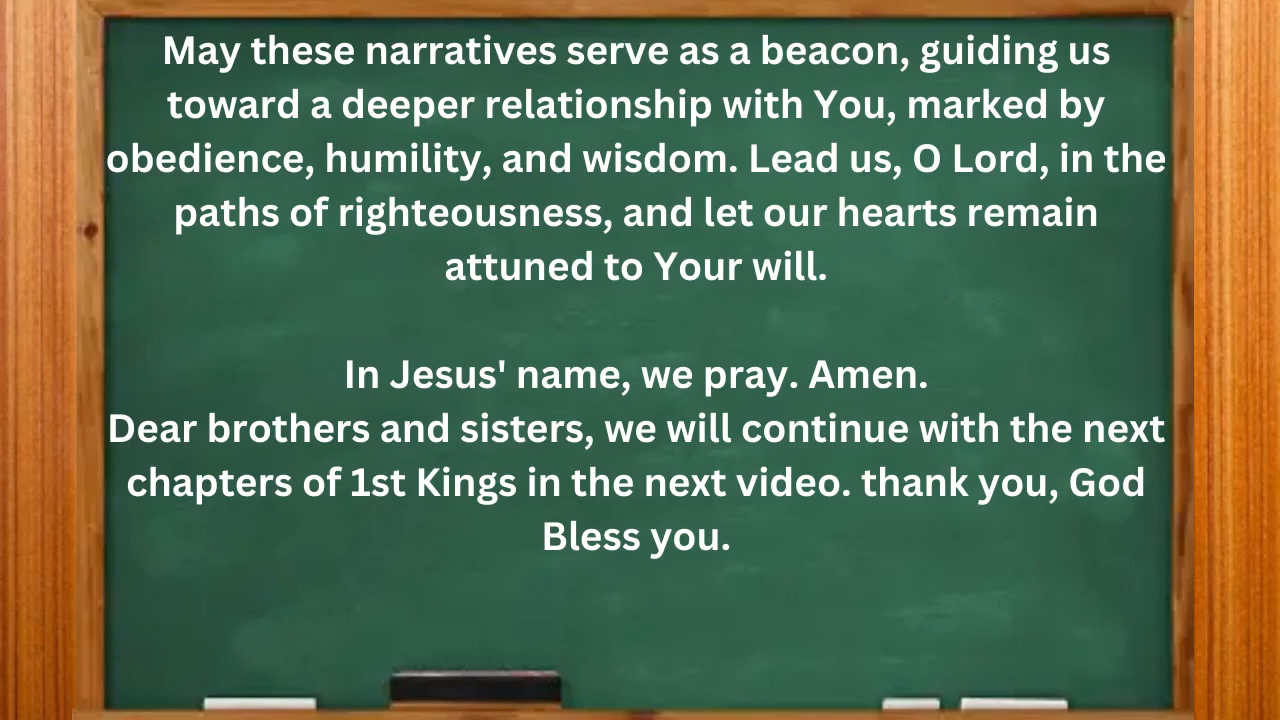 May these narratives serve as a beacon, guiding us
toward a deeper relationship with You, marked by
obedience, humility, and wisdom. Lead us, O Lord, in the
paths of righteousness, and let our hearts remain
attuned to Your will.
In Jesus' name, we pray. Amen.
Dear brothers and sisters, we will continue with the next
chapters of 1st Kings in the next video. thank you, God
Bless you.